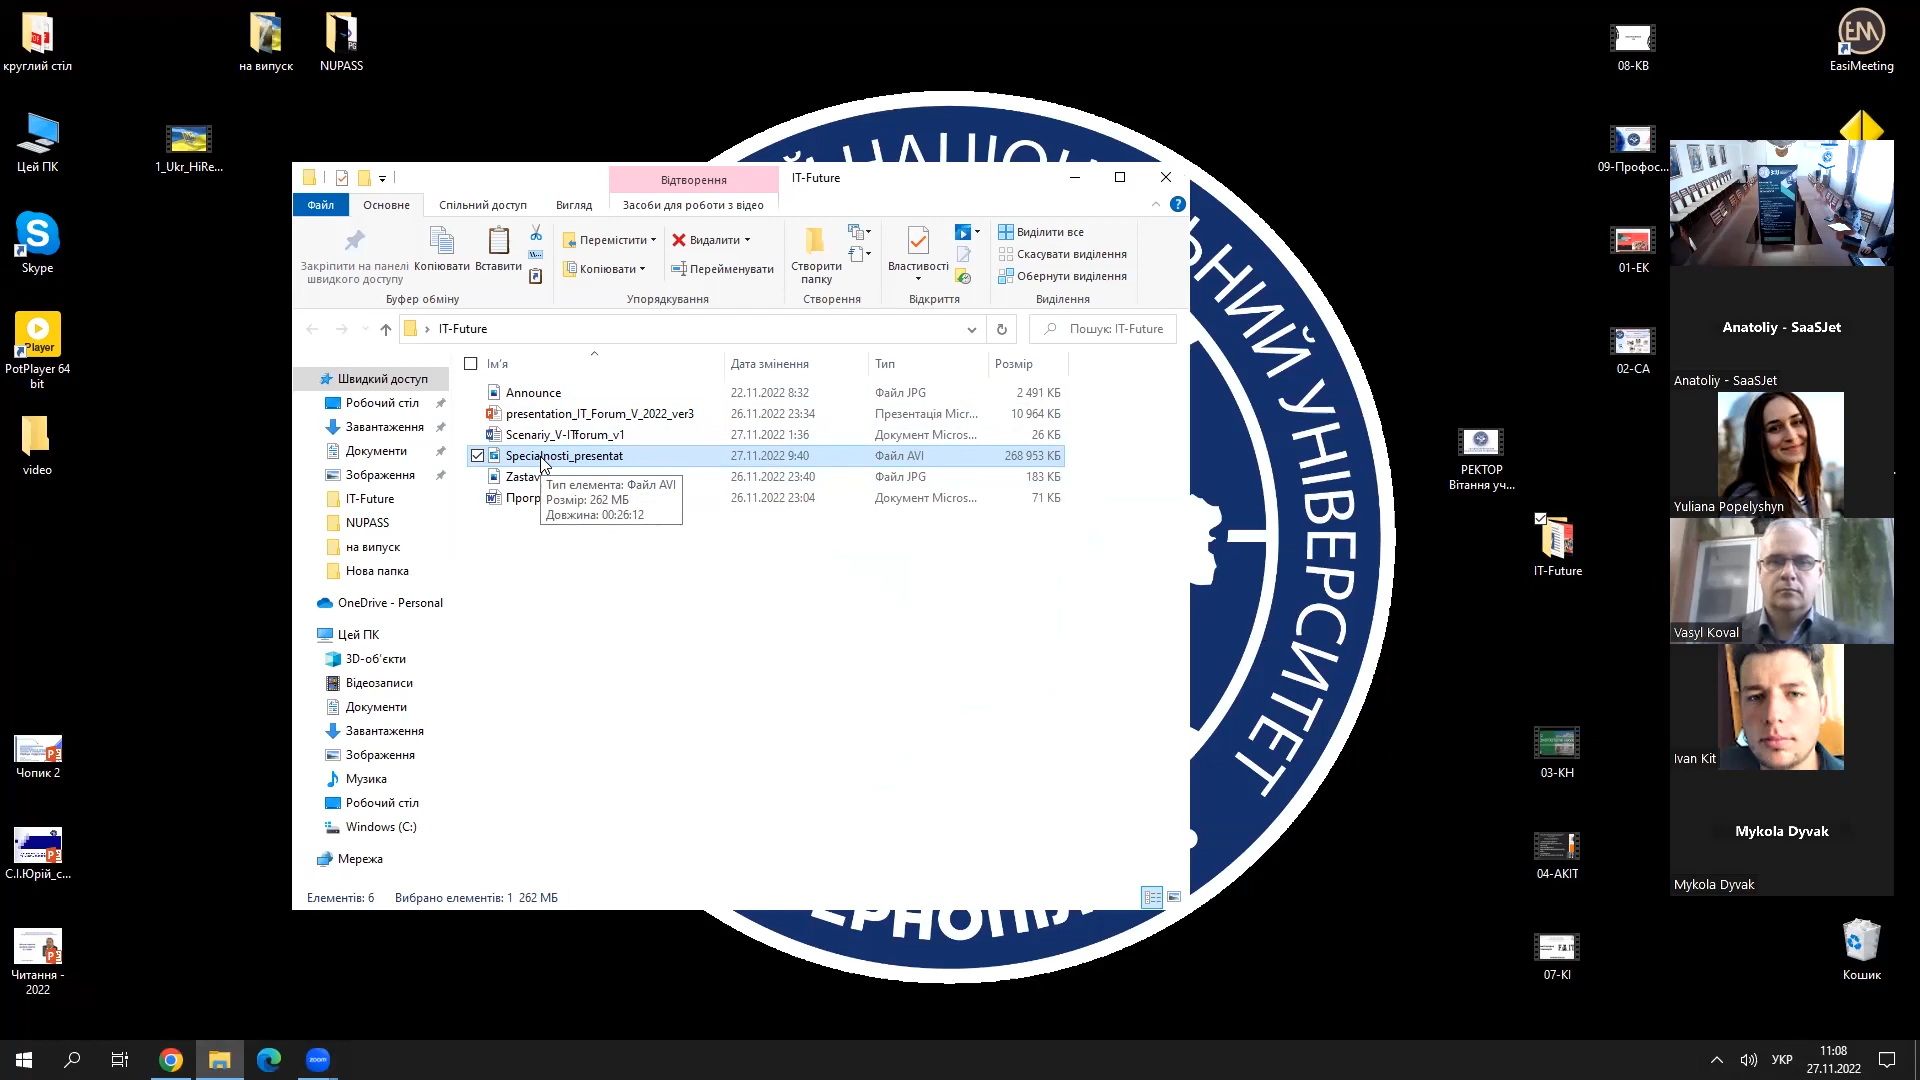 круглий стіл
на випуск
NUPASS
08-КВ
EasiMeeting
Цей ПК
1_Ukr_HiRe...
09-Профос...
Skype
01-ЕК
PotPlayer 64
bit
02-СА
video
РЕКТОР
Вітання уч...
IT-Future
Чопик 2
03-КН
С.І.Юрій_с...
04-АКІТ
Читання -
2022
07-КІ
Кошик
Відтворення
IT-Future
Файл
Основне
Спільний доступ
Вигляд
Засоби для роботи з відео
Закріпити на панелі
швидкого доступу
Копіювати
Вставити
Буфер обміну
Перемістити
Копіювати
Видалити
Перейменувати
Упорядкування
Створити
папку
Створення
Властивості
Відкриття
Виділити все
Скасувати виділення
Обернути виділення
Виділення
IT-Future
Пошук: IT-Future
Ім’я
Дата змінення
Тип
Розмір
Announce 22.11.2022 8:32 Файл JPG 2 491 КБ
presentation_IT_Forum_V_2022_ver3 26.11.2022 23:34 Презентація Micr... 10 964 КБ
Scenariy_V-ITforum_v1 27.11.2022 1:36 Документ Micros... 26 КБ
Specialnosti_presentat 27.11.2022 9:40 Файл AVI 268 953 КБ
Zastav 26.11.2022 23:40 Файл JPG 183 КБ
Прогр 26.11.2022 23:04 Документ Micros... 71 КБ
Тип елемента: Файл AVI
Розмір: 262 МБ
Довжина: 00:26:12
Швидкий доступ
Робочий стіл
Завантаження
Документи
Зображення
IT-Future
NUPASS
на випуск
Нова папка
OneDrive - Personal
Цей ПК
3D-об’єкти
Відеозаписи
Документи
Завантаження
Зображення
Музика
Робочий стіл
Windows (C:)
Мережа
Елементів: 6
Вибрано елементів: 1 262 МБ
Anatoliy - SaaSJet
Anatoliy - SaaSJet
Yuliana Popelyshyn
Vasyl Koval
Ivan Kit
Mykola Dyvak
Mykola Dyvak
УНІВЕРСИТЕТ
zoom
УКР
11:08
27.11.2022